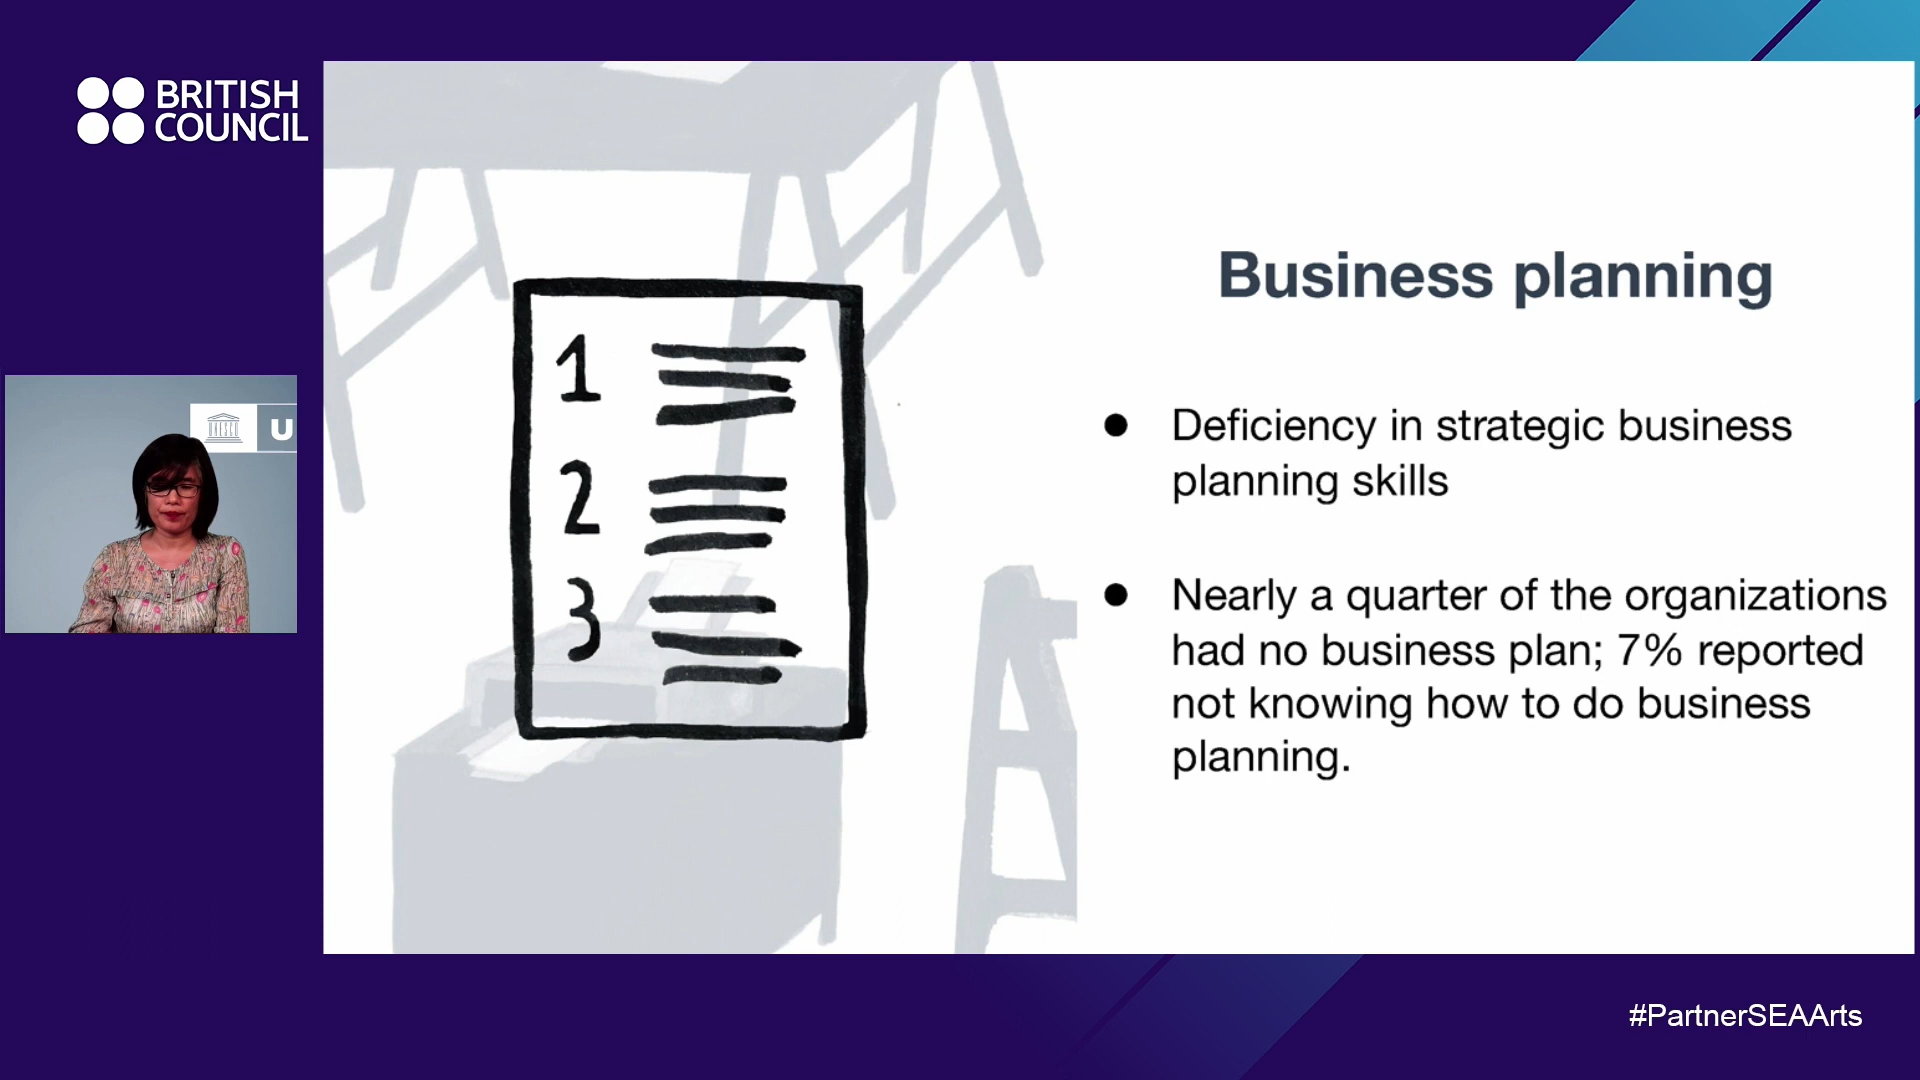 BRITISH
COUNCIL
UNESCO
U
1
2
3
Business planning
● Deficiency in strategic business
planning skills
● Nearly a quarter of the organizations
had no business plan; 7% reported
not knowing how to do business
planning.
#PartnerSEAArts